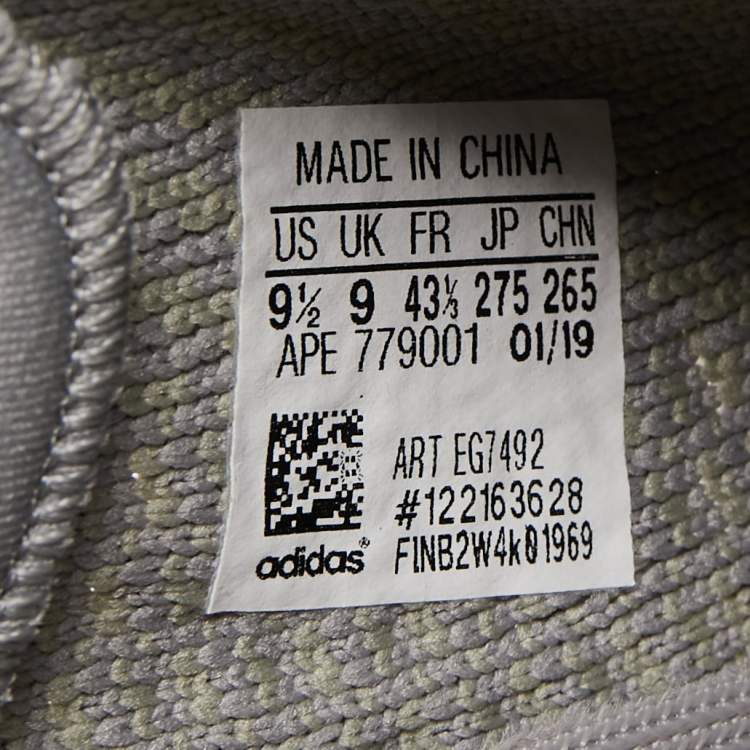 MADE IN CHINA
US UK FR JP CHN
9½ 9 43⅓ 275 265
APE 779001 01/19
ART EG7492
#122163628
adidas® FINB2W4k01969